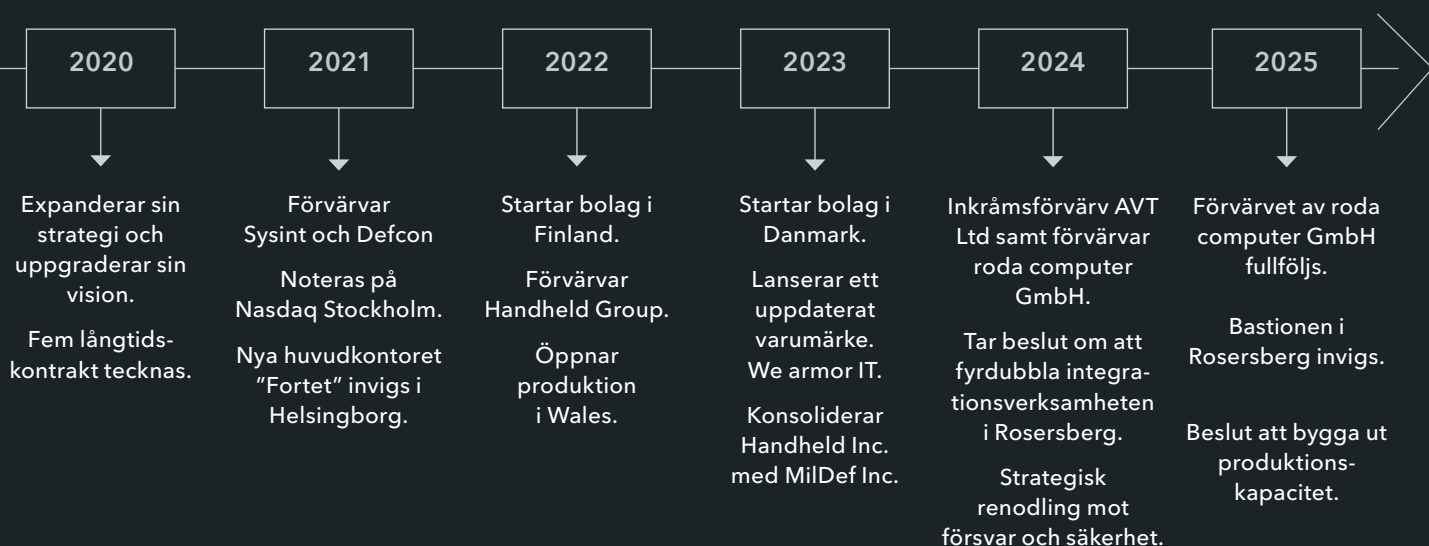 2020
Expanderar sin
strategi och
uppgraderar sin
vision.
Fem långtids-
kontrakt tecknas.
2021
Förvärvar
Sysint och Defcon
Noteras på
Nasdaq Stockholm.
Nya huvudkontoret
”Fortet” invigs i
Helsingborg.
2022
Startar bolag i
Finland.
Förvärvar
Handheld Group.
Öppnar
produktion
i Wales.
2023
Startar bolag i
Danmark.
Lanserar ett
uppdaterat
varumärke.
We armor IT.
Konsoliderar
Handheld Inc.
med MilDef Inc.
2024
Inkråmsförvärv AVT
Ltd samt förvärvar
roda computer
GmbH.
Tar beslut om att
fyrdubbla integra-
tionsverksamheten
i Rosersberg.
Strategisk
renodling mot
försvar och säkerhet.
2025
Förvärvet av roda
computer GmbH
fullföljs.
Bastionen i
Rosersberg invigs.
Beslut att bygga ut
produktions-
kapacitet.